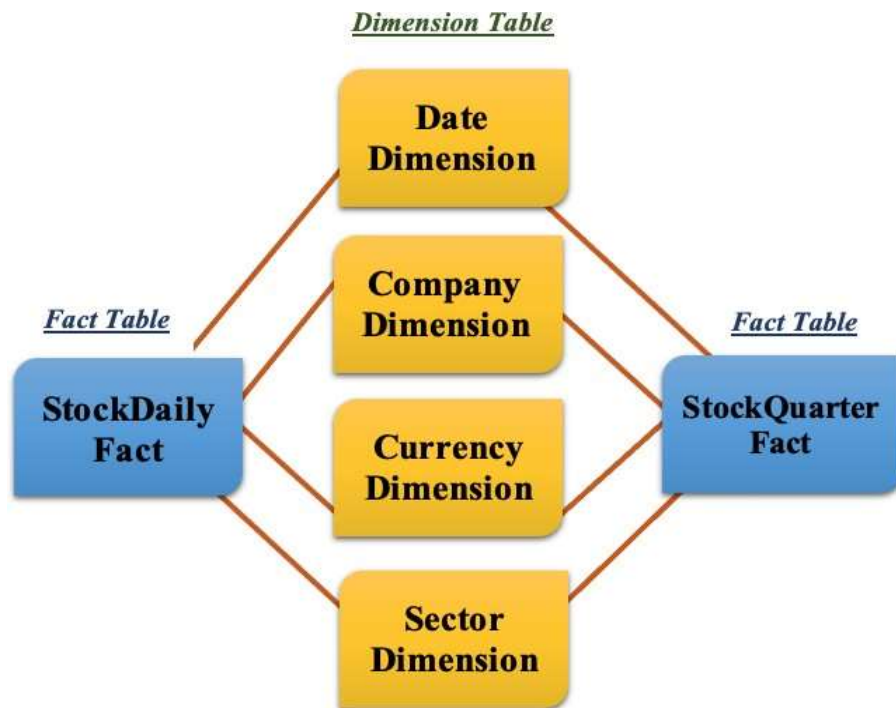 Dimension Table
Date
Dimension
Company
Dimension
Fact Table
Fact Table
StockDaily
Fact
StockQuarter
Fact
Currency
Dimension
Sector
Dimension